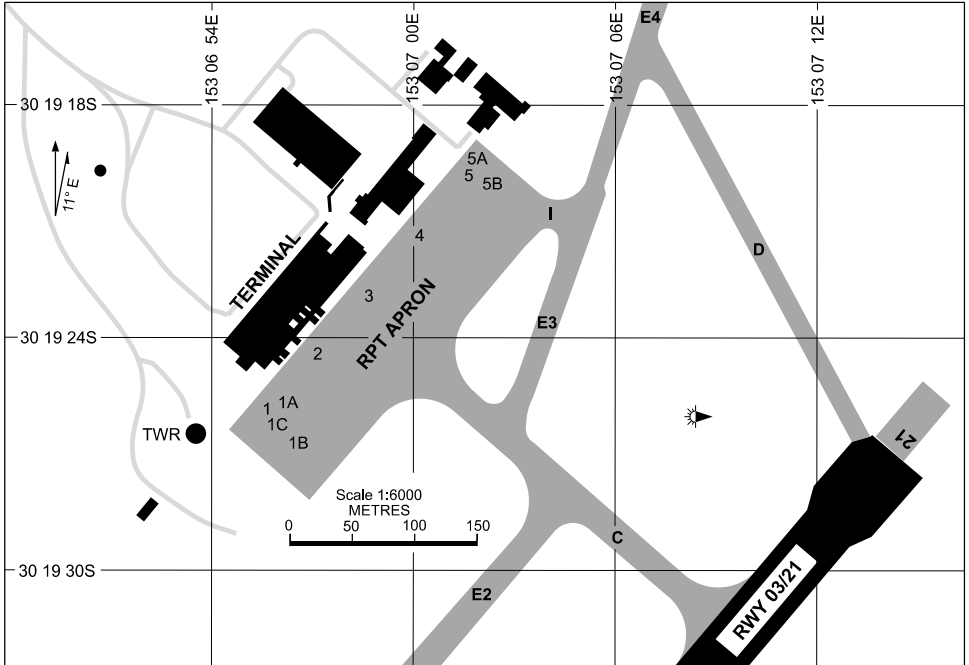 153 06 54E
153 07 00E
153 07 06E
E4
153 07 12E
30 19 18S
11° E
5A
5
5B
I
4
TERMINAL
D
3
RPT APRON
E3
30 19 24S
2
1A
1
1C
TWR
1B
21
Scale 1:6000
METRES
0 50 100 150
C
30 19 30S
E2
RWY 03/21